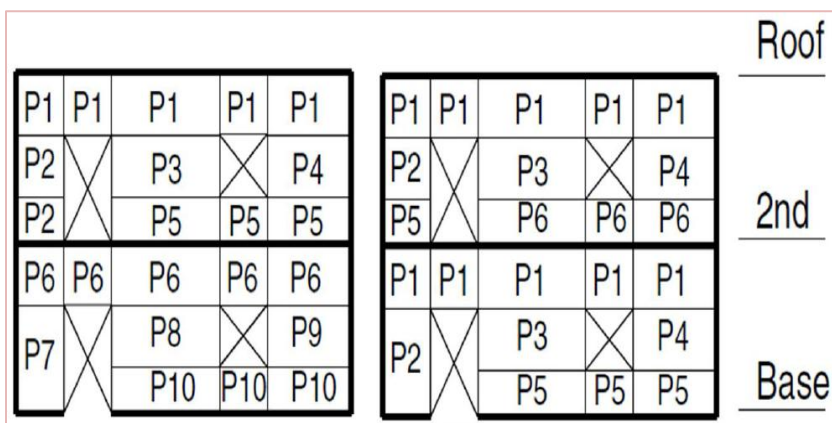 Roof
P1 P1 P1 P1 P1
P2 P3 P4
P2 P5 P5 P5
P6 P6 P6 P6 P6
P7 P8 P9
P10 P10 P10
P1 P1 P1 P1 P1
P2 P3 P4
P5 P6 P6 P6
P1 P1 P1 P1 P1
P2 P3 P4
P5 P5 P5
2nd
Base